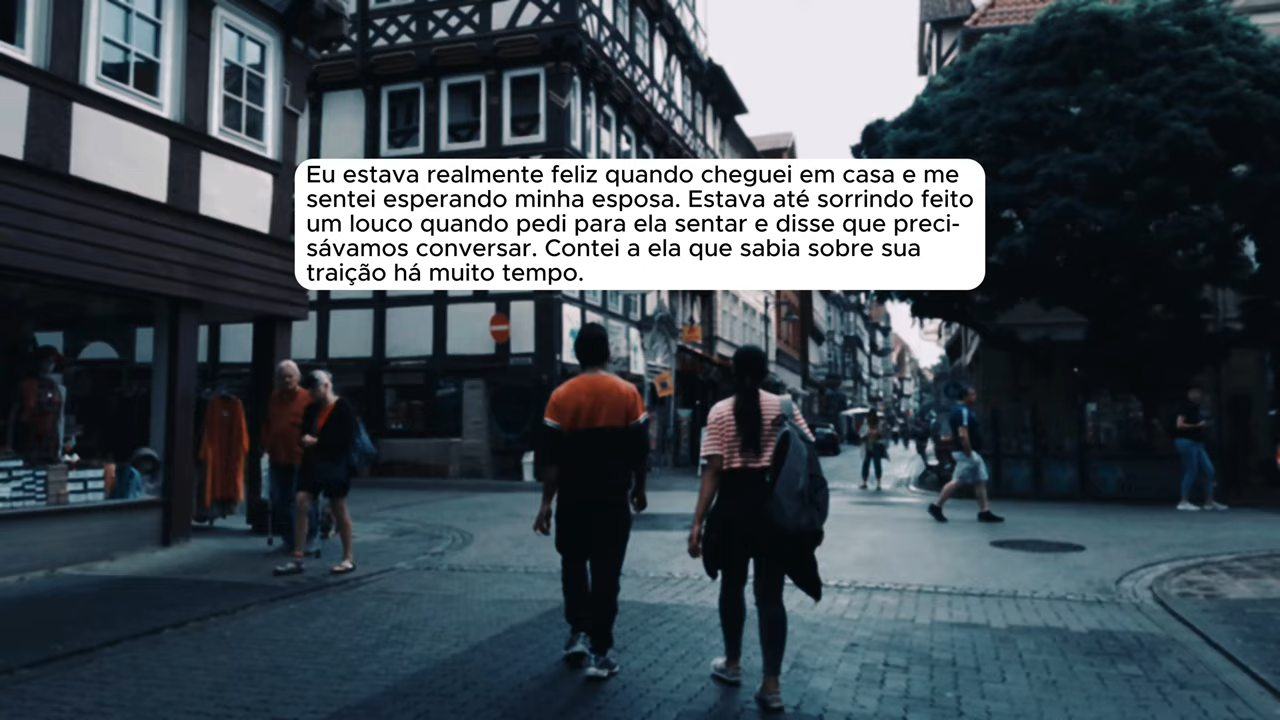 Eu estava realmente feliz quando cheguei em casa e me
sentei esperando minha esposa. Estava até sorrindo feito
um louco quando pedi para ela sentar e disse que preci-
sávamos conversar. Contei a ela que sabia sobre sua
traição há muito tempo.